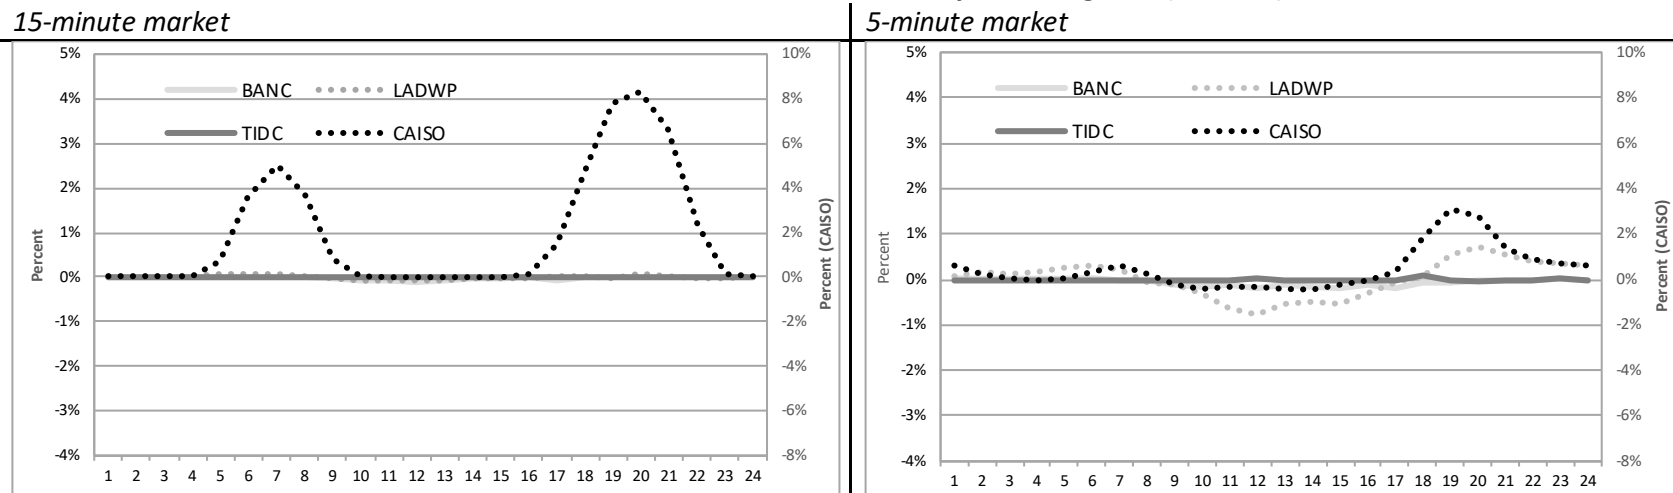 15-minute market
5-minute market
5%
4%
3%
2%
1%
0%
-1%
-2%
-3%
-4%
Percent
BANC
LADWP
TIDC
CAISO
10%
8%
6%
4%
2%
0%
-2%
-4%
-6%
-8%
Percent (CAISO)
1 2 3 4 5 6 7 8 9 10 11 12 13 14 15 16 17 18 19 20 21 22 23 24
5%
4%
3%
2%
1%
0%
-1%
-2%
-3%
-4%
Percent
BANC
LADWP
TIDC
CAISO
10%
8%
6%
4%
2%
0%
-2%
-4%
-6%
-8%
Percent (CAISO)
1 2 3 4 5 6 7 8 9 10 11 12 13 14 15 16 17 18 19 20 21 22 23 24